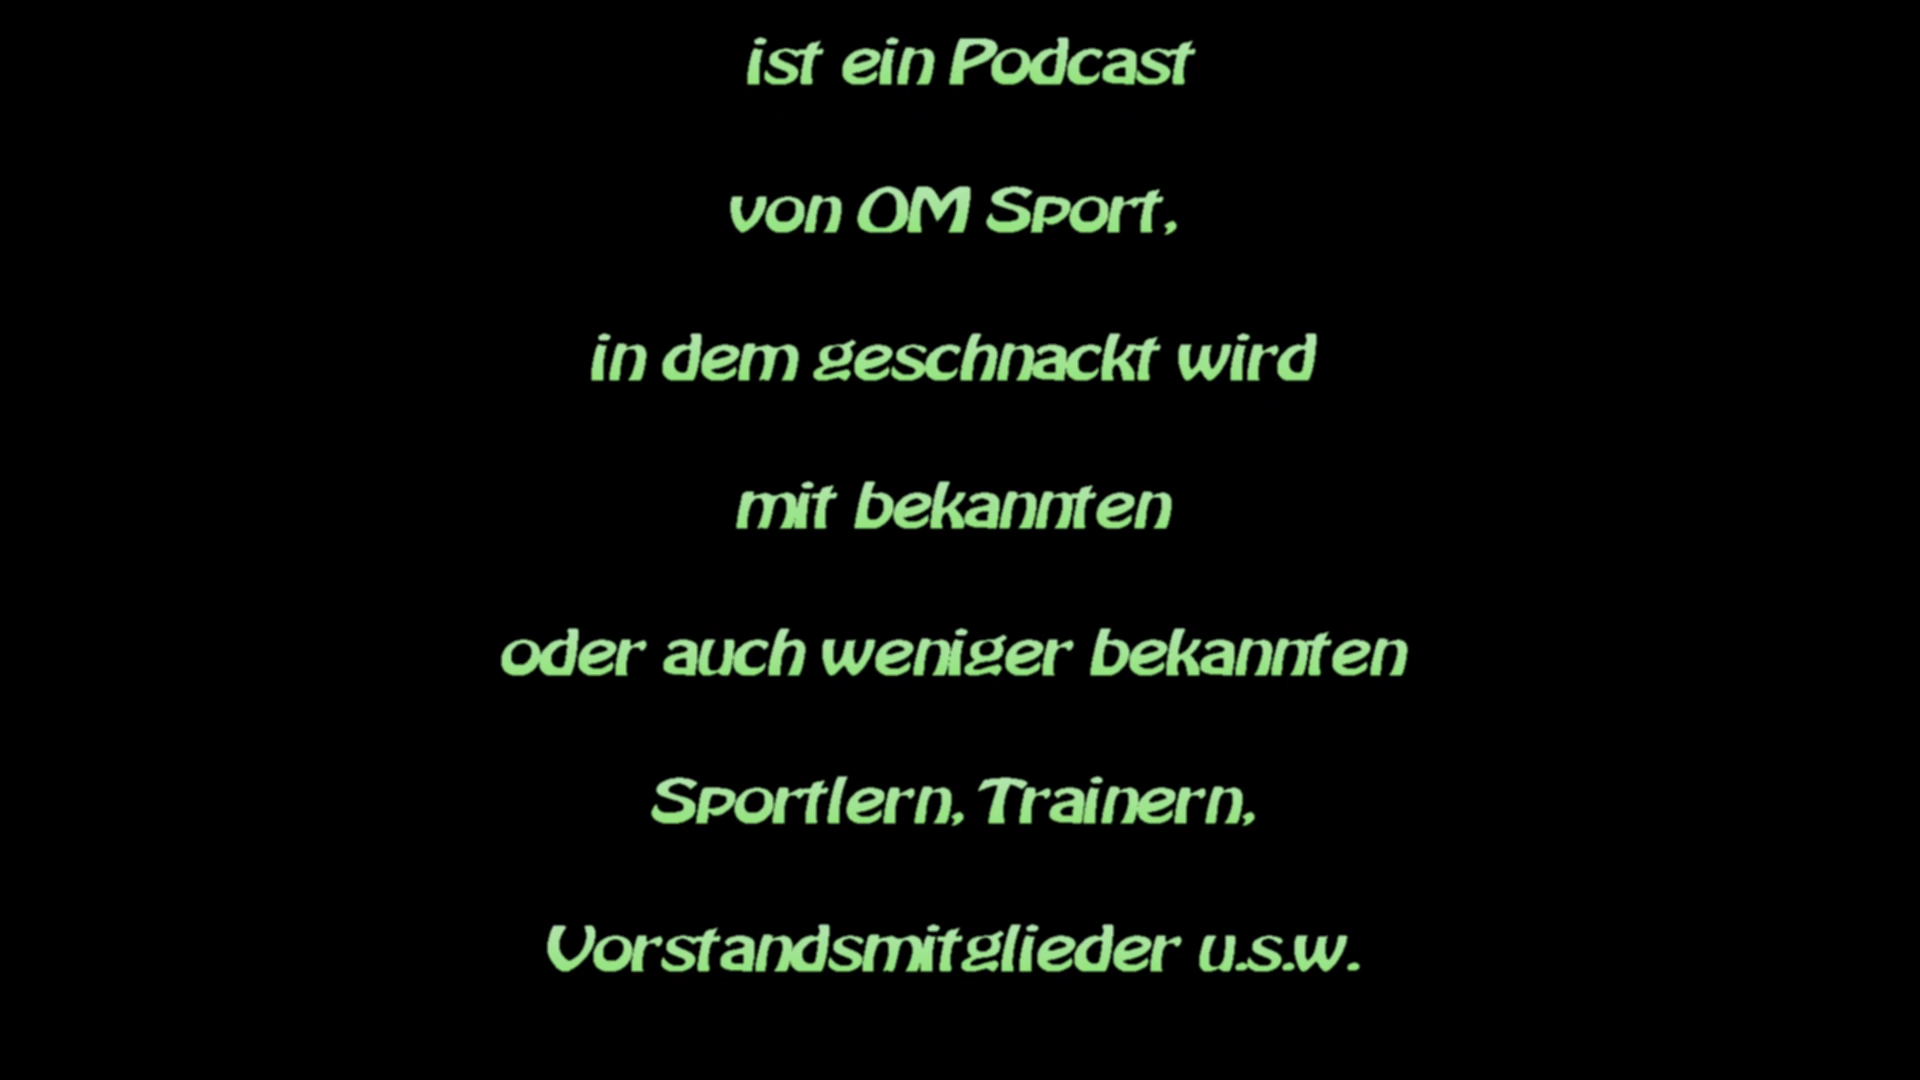 ist ein Podcast
von OM Sport,
in dem geschnackt wird
mit bekannten
oder auch weniger bekannten
Sportlern, Trainern,
Vorstandsmitglieder u.s.w.